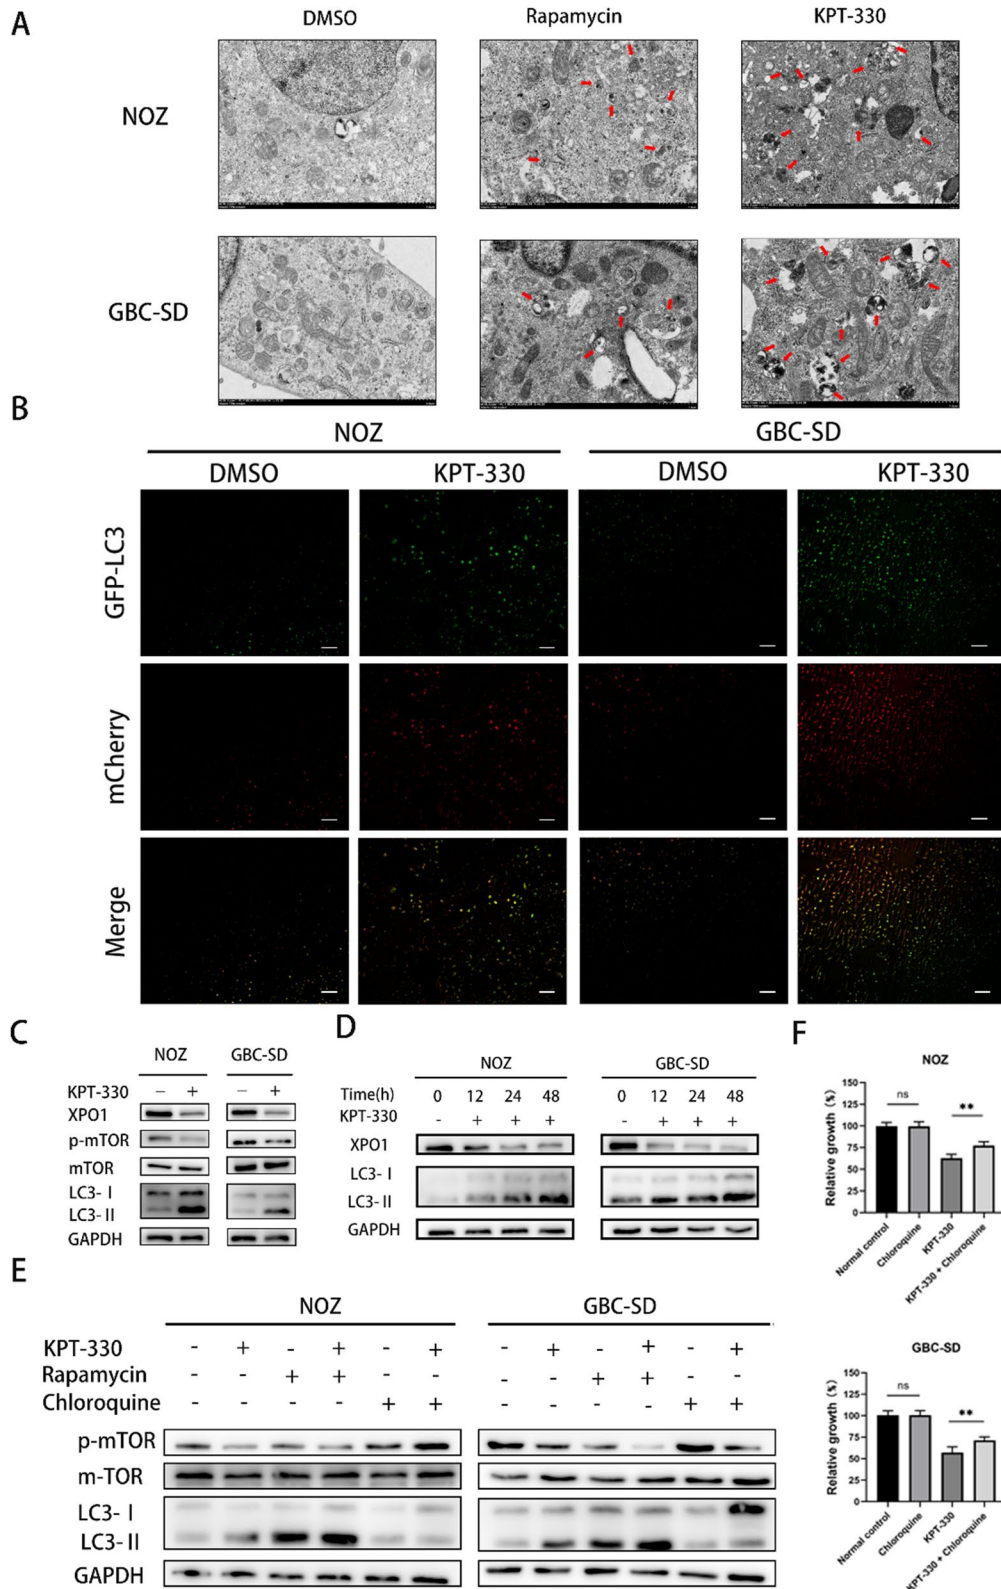 A
DMSO Rapamycin KPT-330
NOZ
GBC-SD
B
NOZ GBC-SD
DMSO KPT-330 DMSO KPT-330
GFP-LC3
mCherry
Merge
C
NOZ GBC-SD
KPT-330 – + – +
XPO1
p-mTOR
mTOR
LC3- I
LC3- II
GAPDH
D
NOZ GBC-SD
Time(h) 0 12 24 48 0 12 24 48
KPT-330 - + + + - + + +
XPO1
LC3- I
LC3- II
GAPDH
E
NOZ GBC-SD
KPT-330 - + - + - + - + - + - +
Rapamycin - - + + - - - - + + - -
Chloroquine - - - - + + - - - - + +
p-mTOR
m-TOR
LC3- I
LC3- II
GAPDH
F
NOZ
Relative growth (%)
150
125
100
75
50
25
0
ns
**
Normal control
Chloroquine
KPT-330
KPT-330 + Chloroquine
GBC-SD
Relative growth (%)
150
125
100
75
50
25
0
ns
**
Normal control
Chloroquine
KPT-330
KPT-330 + Chloroquine